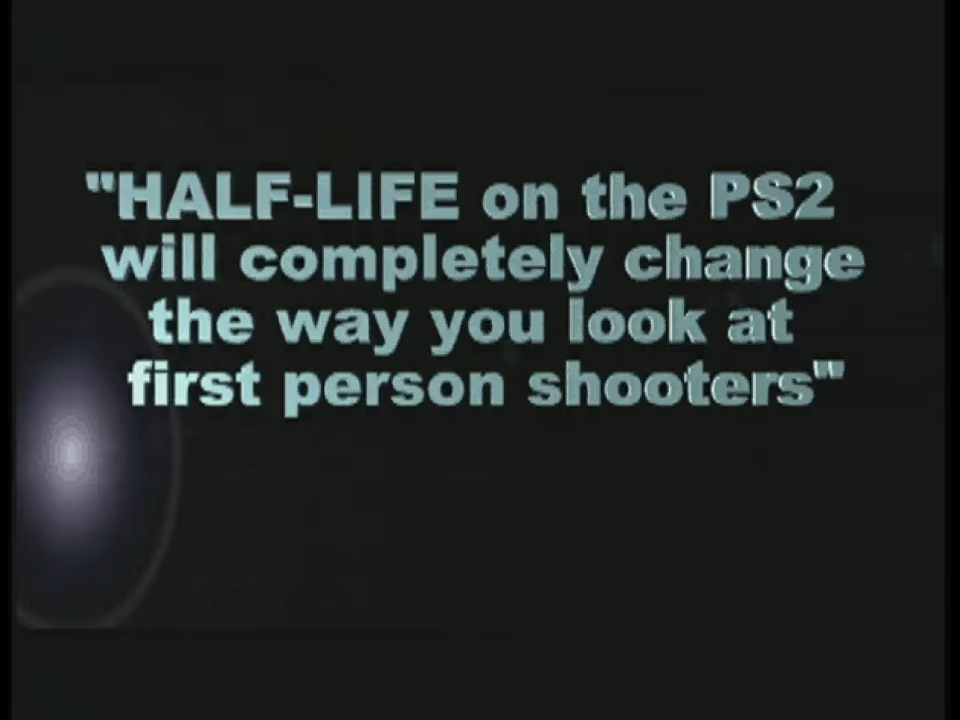 "HALF-LIFE on the PS2
will completely change
the way you look at
first person shooters"